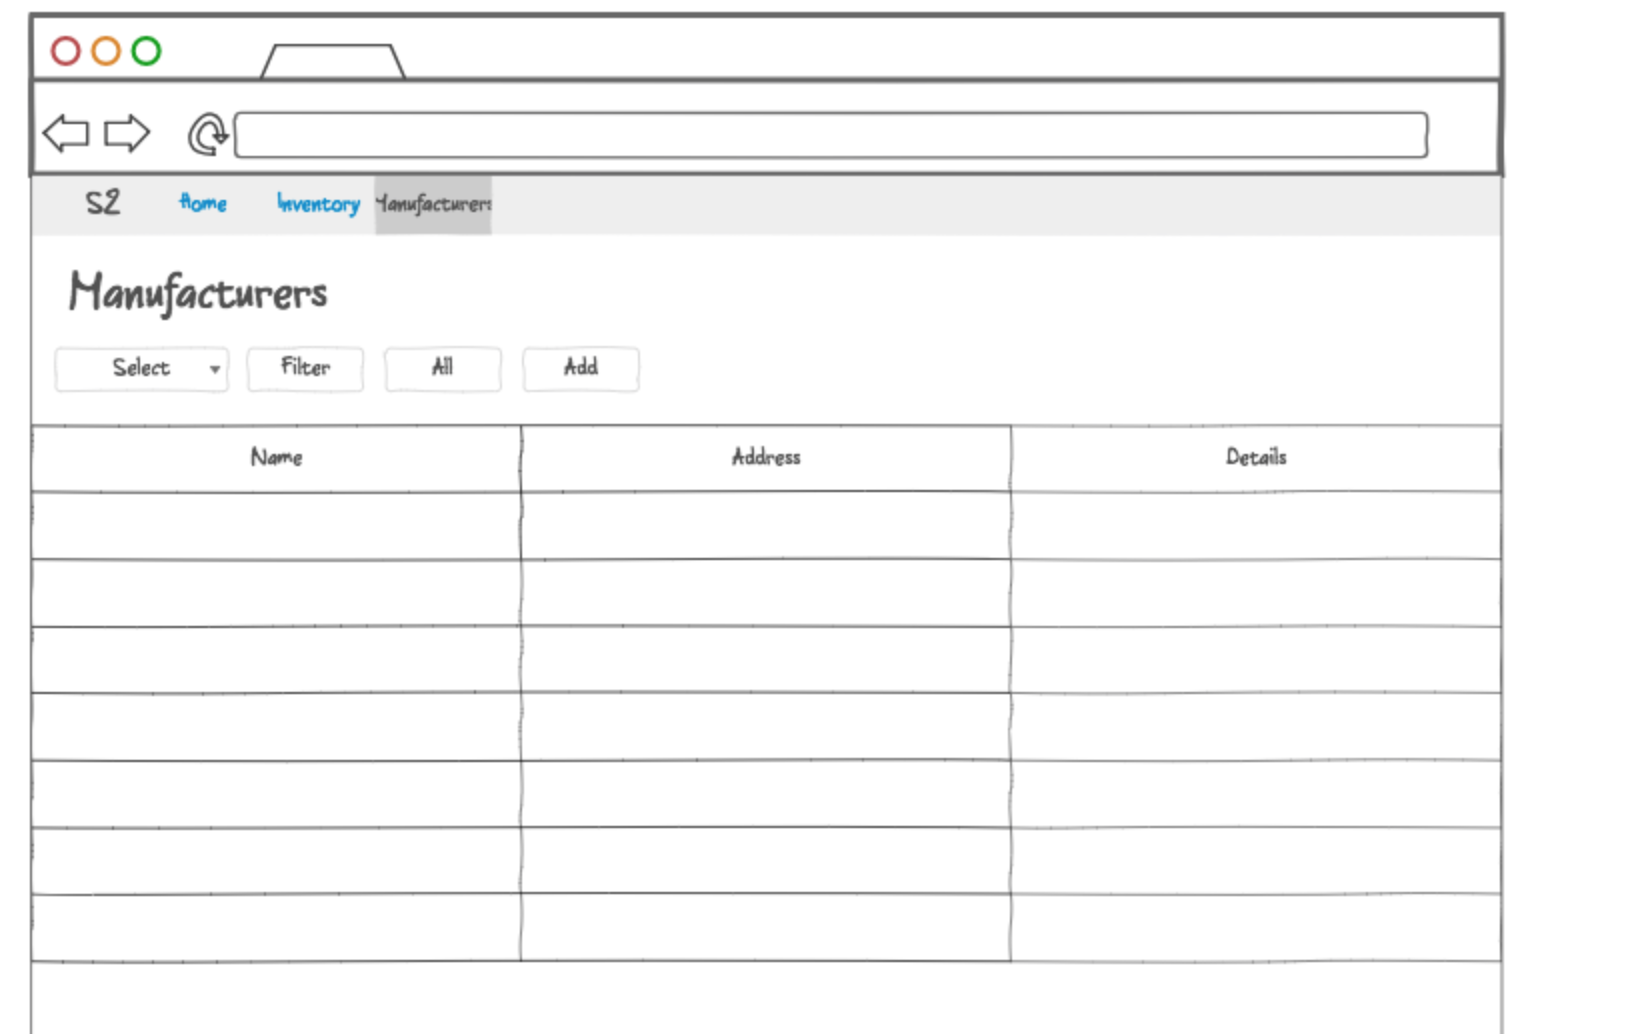 S2 Home Inventory Manufacturers
Manufacturers
Select Filter All Add
Name Address Details